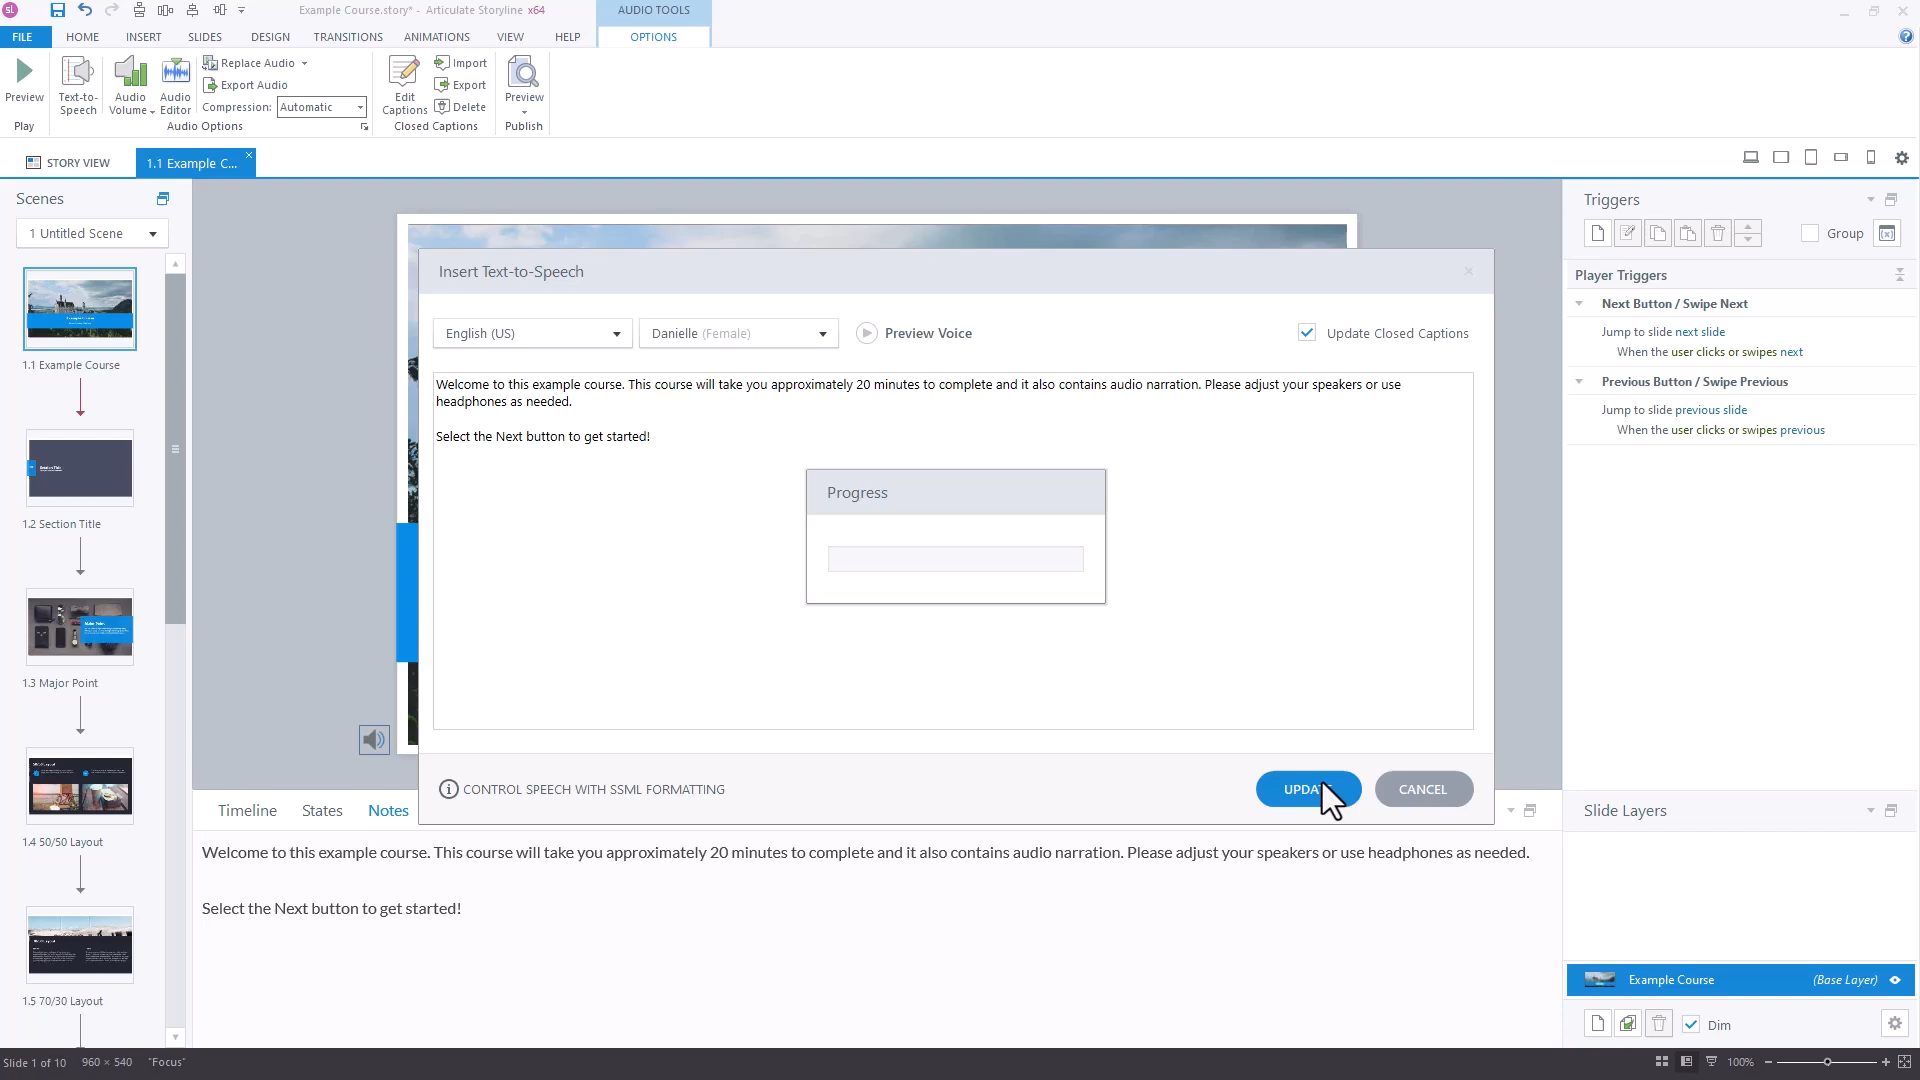 Example Course.story* - Articulate Storyline x64
AUDIO TOOLS
FILE
HOME
INSERT
SLIDES
DESIGN
TRANSITIONS
ANIMATIONS
VIEW
HELP
OPTIONS
Preview
Text-to-
Speech
Audio
Volume
Audio
Editor
Replace Audio
Export Audio
Compression: Automatic
Edit
Captions
Import
Export
Delete
Preview
Play
Audio Options
Closed Captions
Publish
STORY VIEW
1.1 Example C...
Scenes
1 Untitled Scene
1.1 Example Course
1.2 Section Title
1.3 Major Point
1.4 50/50 Layout
1.5 70/30 Layout
Insert Text-to-Speech
English (US)
Danielle (Female)
Preview Voice
Update Closed Captions
Welcome to this example course. This course will take you approximately 20 minutes to complete and it also contains audio narration. Please adjust your speakers or use
headphones as needed.
Select the Next button to get started!
Progress
CONTROL SPEECH WITH SSML FORMATTING
UPDAT
CANCEL
Timeline
States
Notes
Welcome to this example course. This course will take you approximately 20 minutes to complete and it also contains audio narration. Please adjust your speakers or use headphones as needed.
Select the Next button to get started!
Triggers
Group
Player Triggers
Next Button / Swipe Next
Jump to slide next slide
When the user clicks or swipes next
Previous Button / Swipe Previous
Jump to slide previous slide
When the user clicks or swipes previous
Slide Layers
Example Course (Base Layer)
Dim
Slide 1 of 10
960 × 540
"Focus"
100%